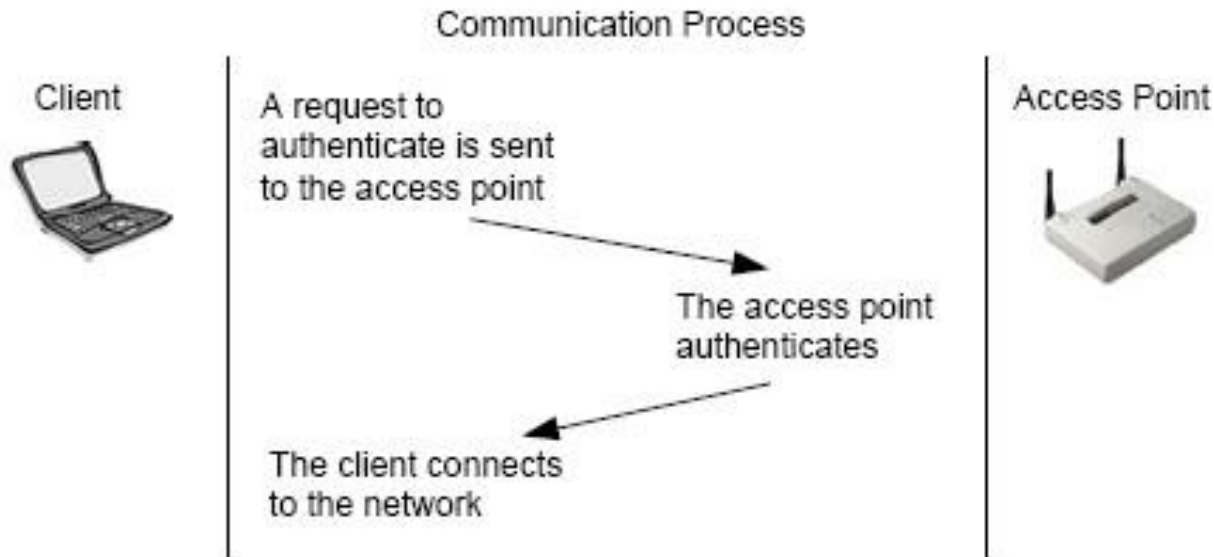 Communication Process
Client
A request to
authenticate is sent
to the access point
Access Point
The access point
authenticates
The client connects
to the network